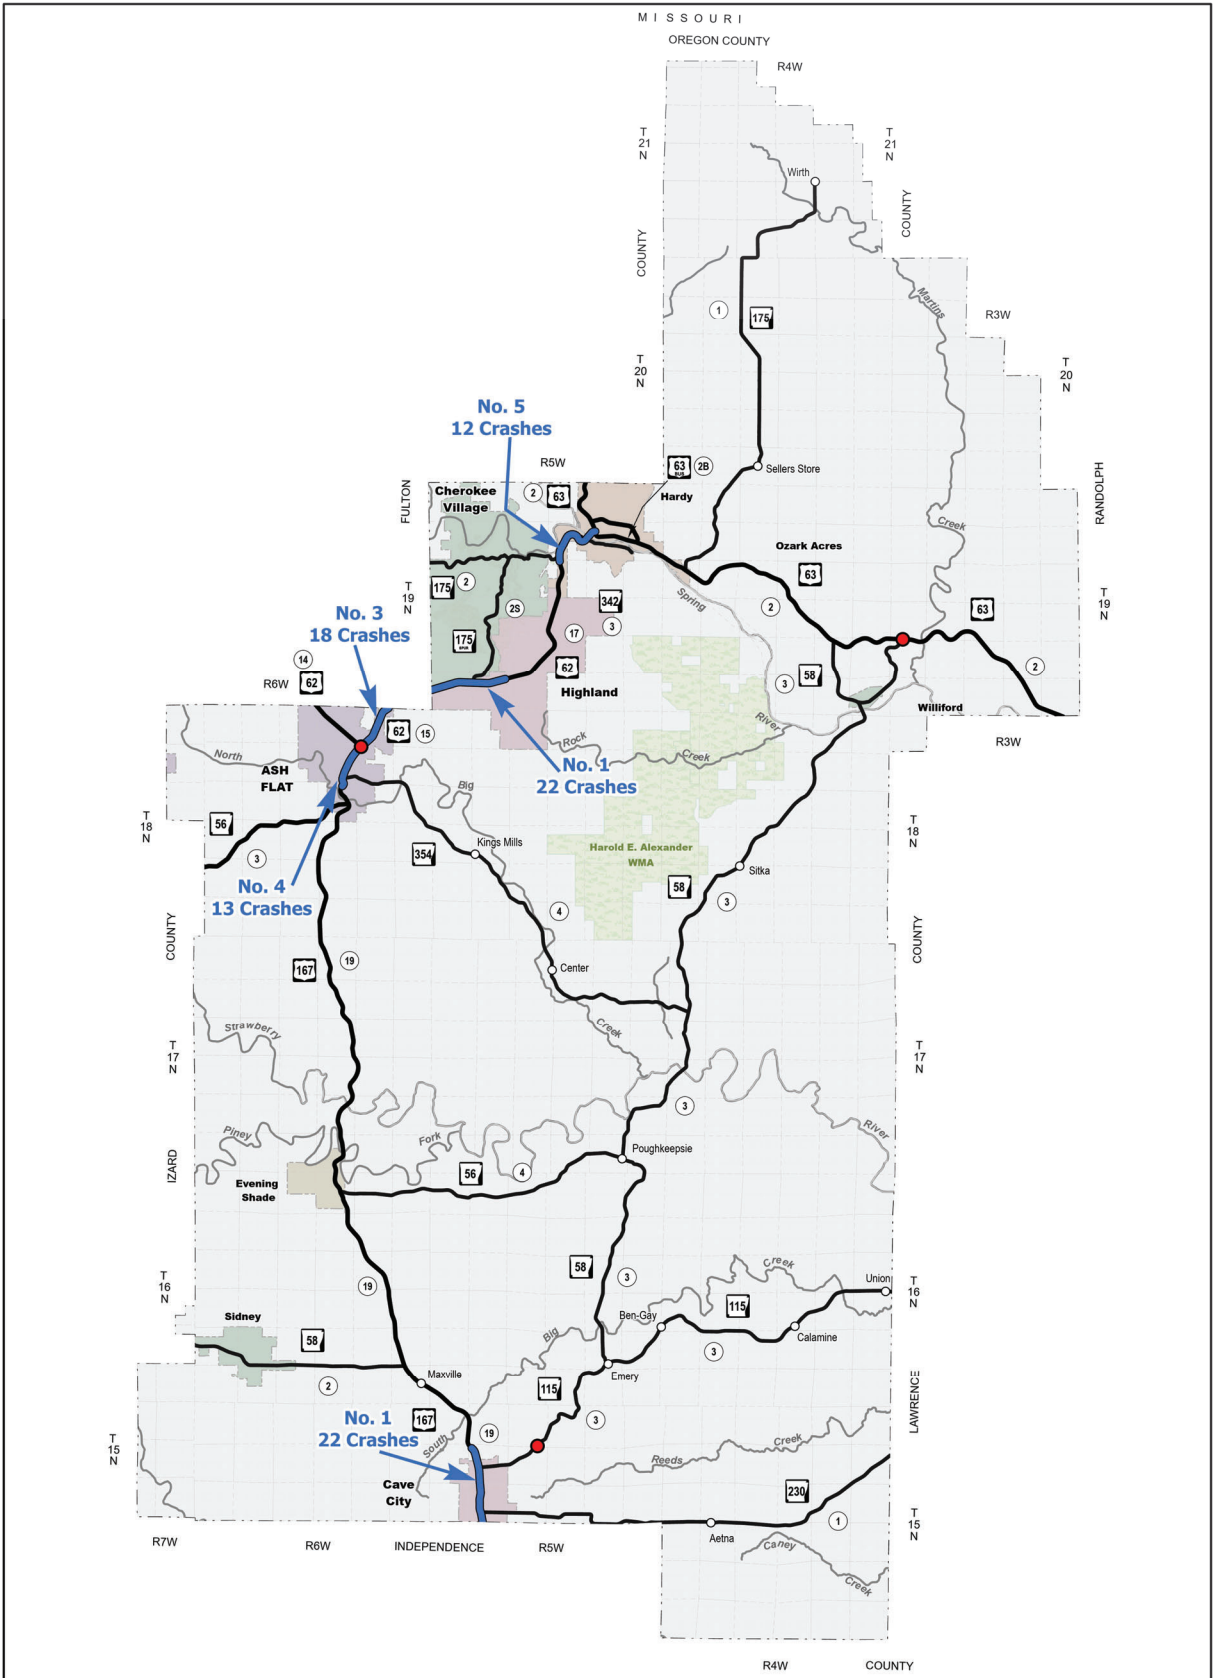 MISSOURI
OREGON COUNTY
R4W
T
21
N
T
21
N
Wirth
COUNTY
COUNTY
Martins
1
175
R3W
T
20
N
T
20
N
No. 5
12 Crashes
R5W
63
BUS
2B
Sellers Store
Cherokee
Village
2
63
Hardy
FULTON
RANDOLPH
Creek
Ozark Acres
63
175
2
T
19
N
2S
342
3
Spring
2
63
T
19
N
No. 3
18 Crashes
175
SPUR
17
62
14
62
R6W
Highland
3
58
2
Williford
River
R3W
62
15
North
Rock
Creek
ASH
FLAT
Big
No. 1
22 Crashes
T
18
N
56
3
354
Kings Mills
Harold E. Alexander
WMA
T
18
N
Sitka
58
3
No. 4
13 Crashes
4
COUNTY
COUNTY
167
19
Center
Strawberry
Creek
T
17
N
T
17
N
3
Piney
Fork
River
Poughkeepsie
IZARD
56
4
Evening
Shade
58
3
Creek
Union
T
16
N
19
T
16
N
Sidney
58
Big
Ben-Gay
115
Calamine
3
2
Maxville
115
Emery
LAWRENCE
No. 1
22 Crashes
167
19
3
South
T
15
N
Creek
Reeds
Cave
City
230
1
T
15
N
R7W
R6W
INDEPENDENCE
R5W
Aetna
Caney
Creek
R4W
COUNTY